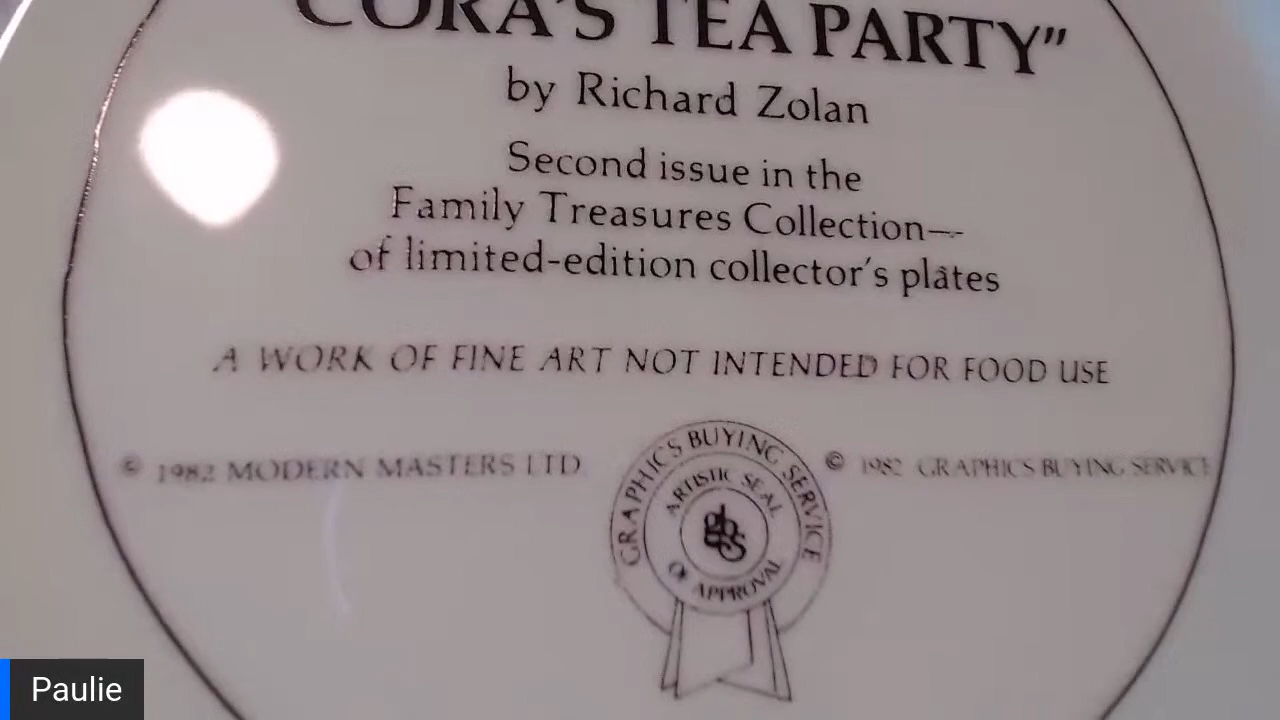 "CORA'S TEA PARTY"
by Richard Zolan
Second issue in the
Family Treasures Collection—
of limited-edition collector's plates
A WORK OF FINE ART NOT INTENDED FOR FOOD USE
© 1982 MODERN MASTERS LTD.
GRAPHICS BUYING SERVICE
ARTISTIC SEAL
gbs
OF APPROVAL
© 1982 GRAPHICS BUYING SERVICE
Paulie